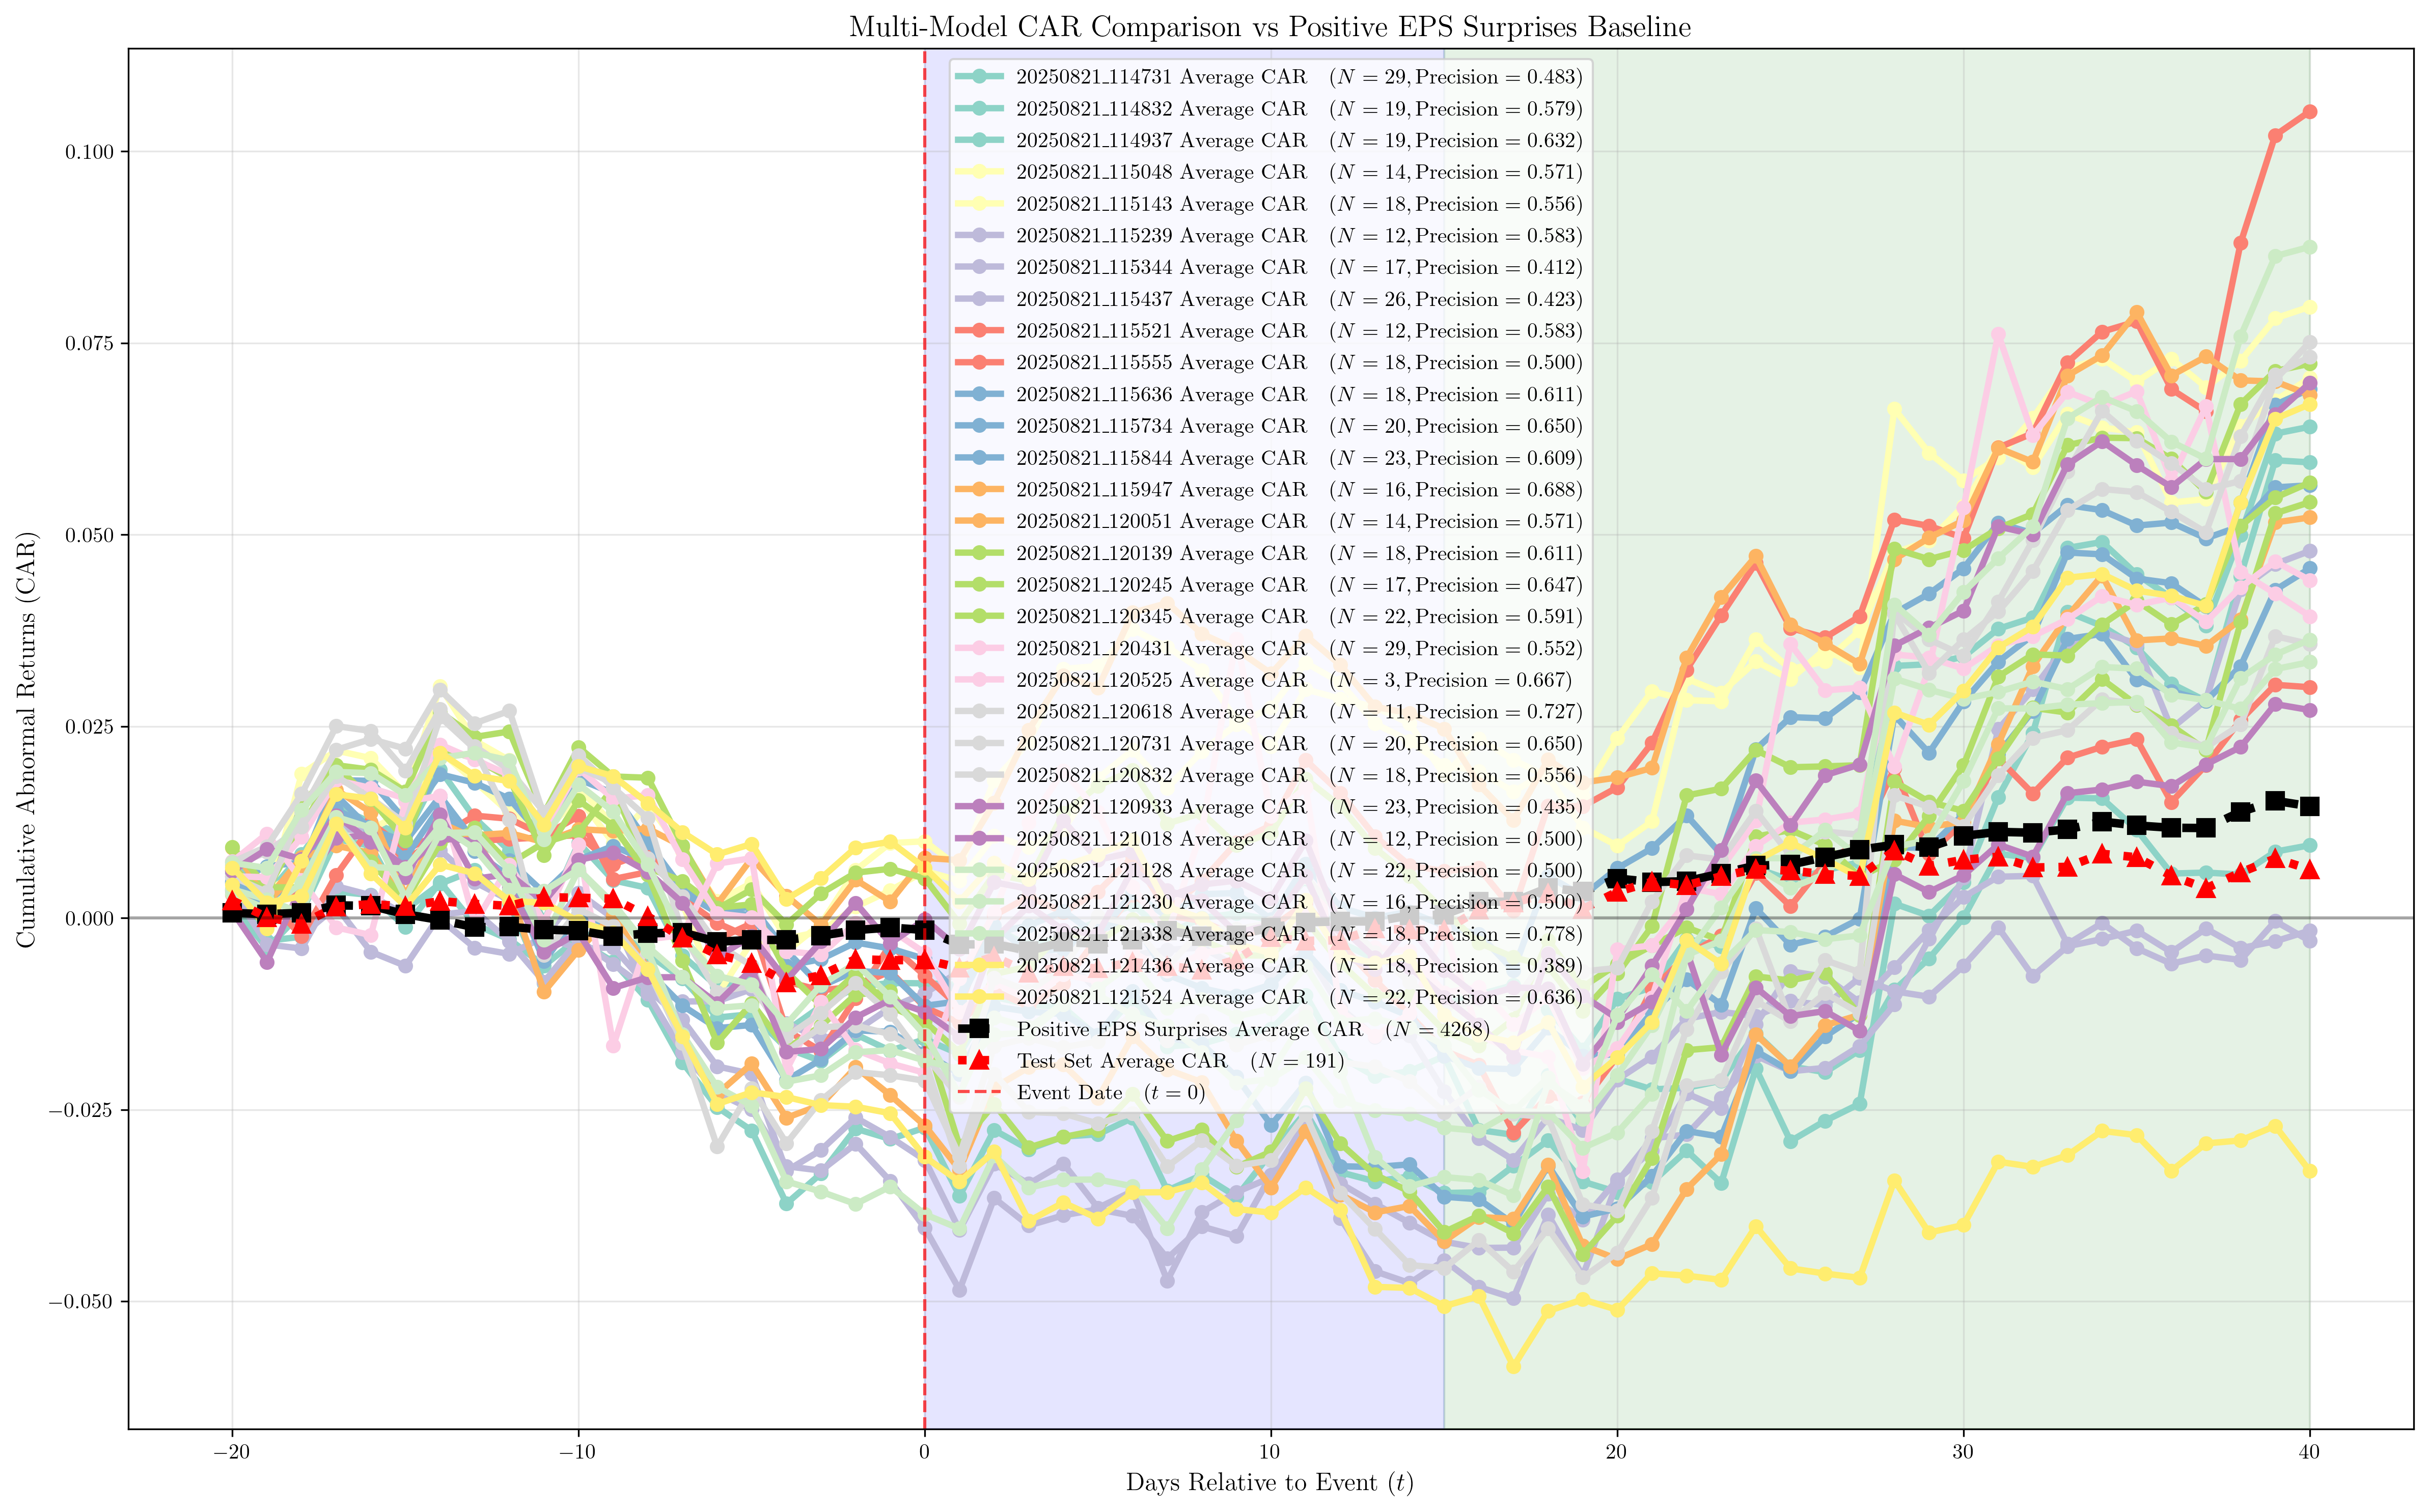 Multi-Model CAR Comparison vs Positive EPS Surprises Baseline
Cumulative Abnormal Returns (CAR)
0.100
0.075
0.050
0.025
0.000
−0.025
−0.050
20250821_114731 Average CAR (N = 29, Precision = 0.483)
20250821_114832 Average CAR (N = 19, Precision = 0.579)
20250821_114937 Average CAR (N = 19, Precision = 0.632)
20250821_115048 Average CAR (N = 14, Precision = 0.571)
20250821_115143 Average CAR (N = 18, Precision = 0.556)
20250821_115239 Average CAR (N = 12, Precision = 0.583)
20250821_115344 Average CAR (N = 17, Precision = 0.412)
20250821_115437 Average CAR (N = 26, Precision = 0.423)
20250821_115521 Average CAR (N = 12, Precision = 0.583)
20250821_115555 Average CAR (N = 18, Precision = 0.500)
20250821_115636 Average CAR (N = 18, Precision = 0.611)
20250821_115734 Average CAR (N = 20, Precision = 0.650)
20250821_115844 Average CAR (N = 23, Precision = 0.609)
20250821_115947 Average CAR (N = 16, Precision = 0.688)
20250821_120051 Average CAR (N = 14, Precision = 0.571)
20250821_120139 Average CAR (N = 18, Precision = 0.611)
20250821_120245 Average CAR (N = 17, Precision = 0.647)
20250821_120345 Average CAR (N = 22, Precision = 0.591)
20250821_120431 Average CAR (N = 29, Precision = 0.552)
20250821_120525 Average CAR (N = 3, Precision = 0.667)
20250821_120618 Average CAR (N = 11, Precision = 0.727)
20250821_120731 Average CAR (N = 20, Precision = 0.650)
20250821_120832 Average CAR (N = 18, Precision = 0.556)
20250821_120933 Average CAR (N = 23, Precision = 0.435)
20250821_121018 Average CAR (N = 12, Precision = 0.500)
20250821_121128 Average CAR (N = 22, Precision = 0.500)
20250821_121230 Average CAR (N = 16, Precision = 0.500)
20250821_121338 Average CAR (N = 18, Precision = 0.778)
20250821_121436 Average CAR (N = 18, Precision = 0.389)
20250821_121524 Average CAR (N = 22, Precision = 0.636)
Positive EPS Surprises Average CAR (N = 4268)
Test Set Average CAR (N = 191)
Event Date (t = 0)
−20
−10
0
10
20
30
40
Days Relative to Event (t)